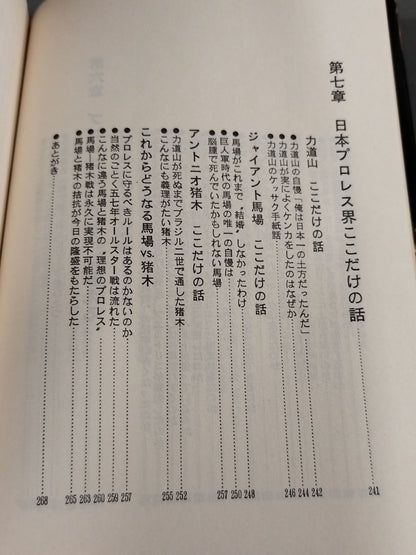 第七章 日本プロレス界ここだけの話……241
力道山 ここだけの話
●力道山の自慢「俺は日本一の土方だったんだ」……242
●力道山が実によくケンカをしたのはなぜか……244
●力道山のケッサク手紙話……246
ジャイアント馬場 ここだけの話
●馬場がこれまで〝結婚〟しなかったわけ……248
●巨人軍時代の馬場の唯一の自慢は……250
●脳腫で死んでいたかもしれない馬場……257
アントニオ猪木 ここだけの話
●力道山が死ぬまでブラジル二世で通した猪木……252
●こんなにも義理がたい猪木……255
これからどうなる馬場vs.猪木
●プロレスに守るべきルールはあるのかないのか……257
●当然のごとく五七年オールスター戦は流れた……259
●こんなに違う馬場と猪木の〝理想のプロレス〟……260
●馬場―猪木戦は永久に実現不可能だ……263
●馬場と猪木の拮抗が今日の隆盛をもたらした……265
●あとがき……268